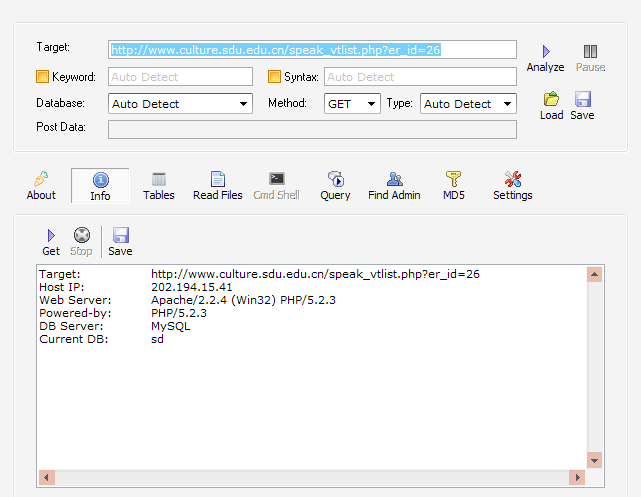 Target: http://www.culture.sdu.edu.cn/speak_vtlist.php?er_id=26
Analyze Pause
Keyword: Auto Detect Syntax: Auto Detect
Database: Auto Detect Method: GET Type: Auto Detect
Load Save
Post Data:
About Info Tables Read Files Cmd Shell Query Find Admin MD5 Settings
Get Stop Save
Target: http://www.culture.sdu.edu.cn/speak_vtlist.php?er_id=26
Host IP: 202.194.15.41
Web Server: Apache/2.2.4 (Win32) PHP/5.2.3
Powered-by: PHP/5.2.3
DB Server: MySQL
Current DB: sd